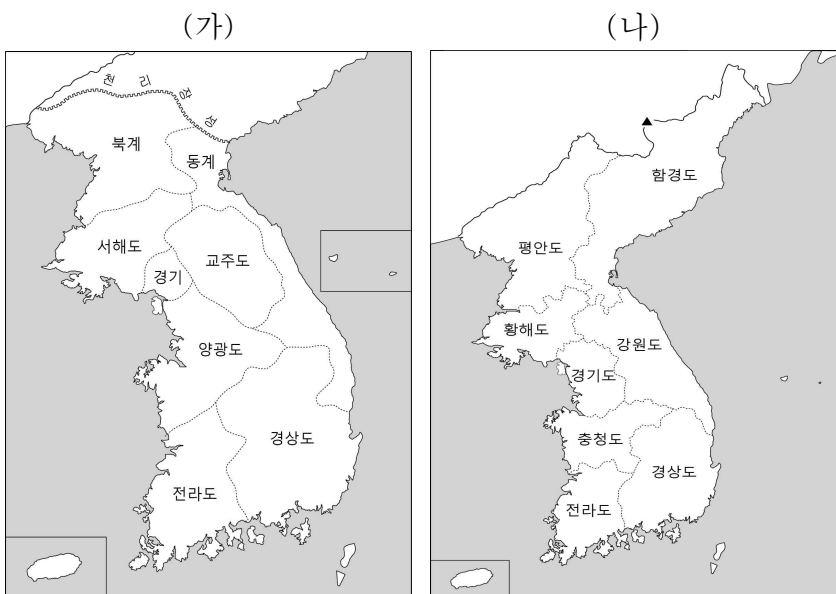 (가)
천리장성
북계
동계
서해도
교주도
경기
양광도
경상도
전라도
(나)
함경도
평안도
황해도
강원도
경기도
충청도
경상도
전라도